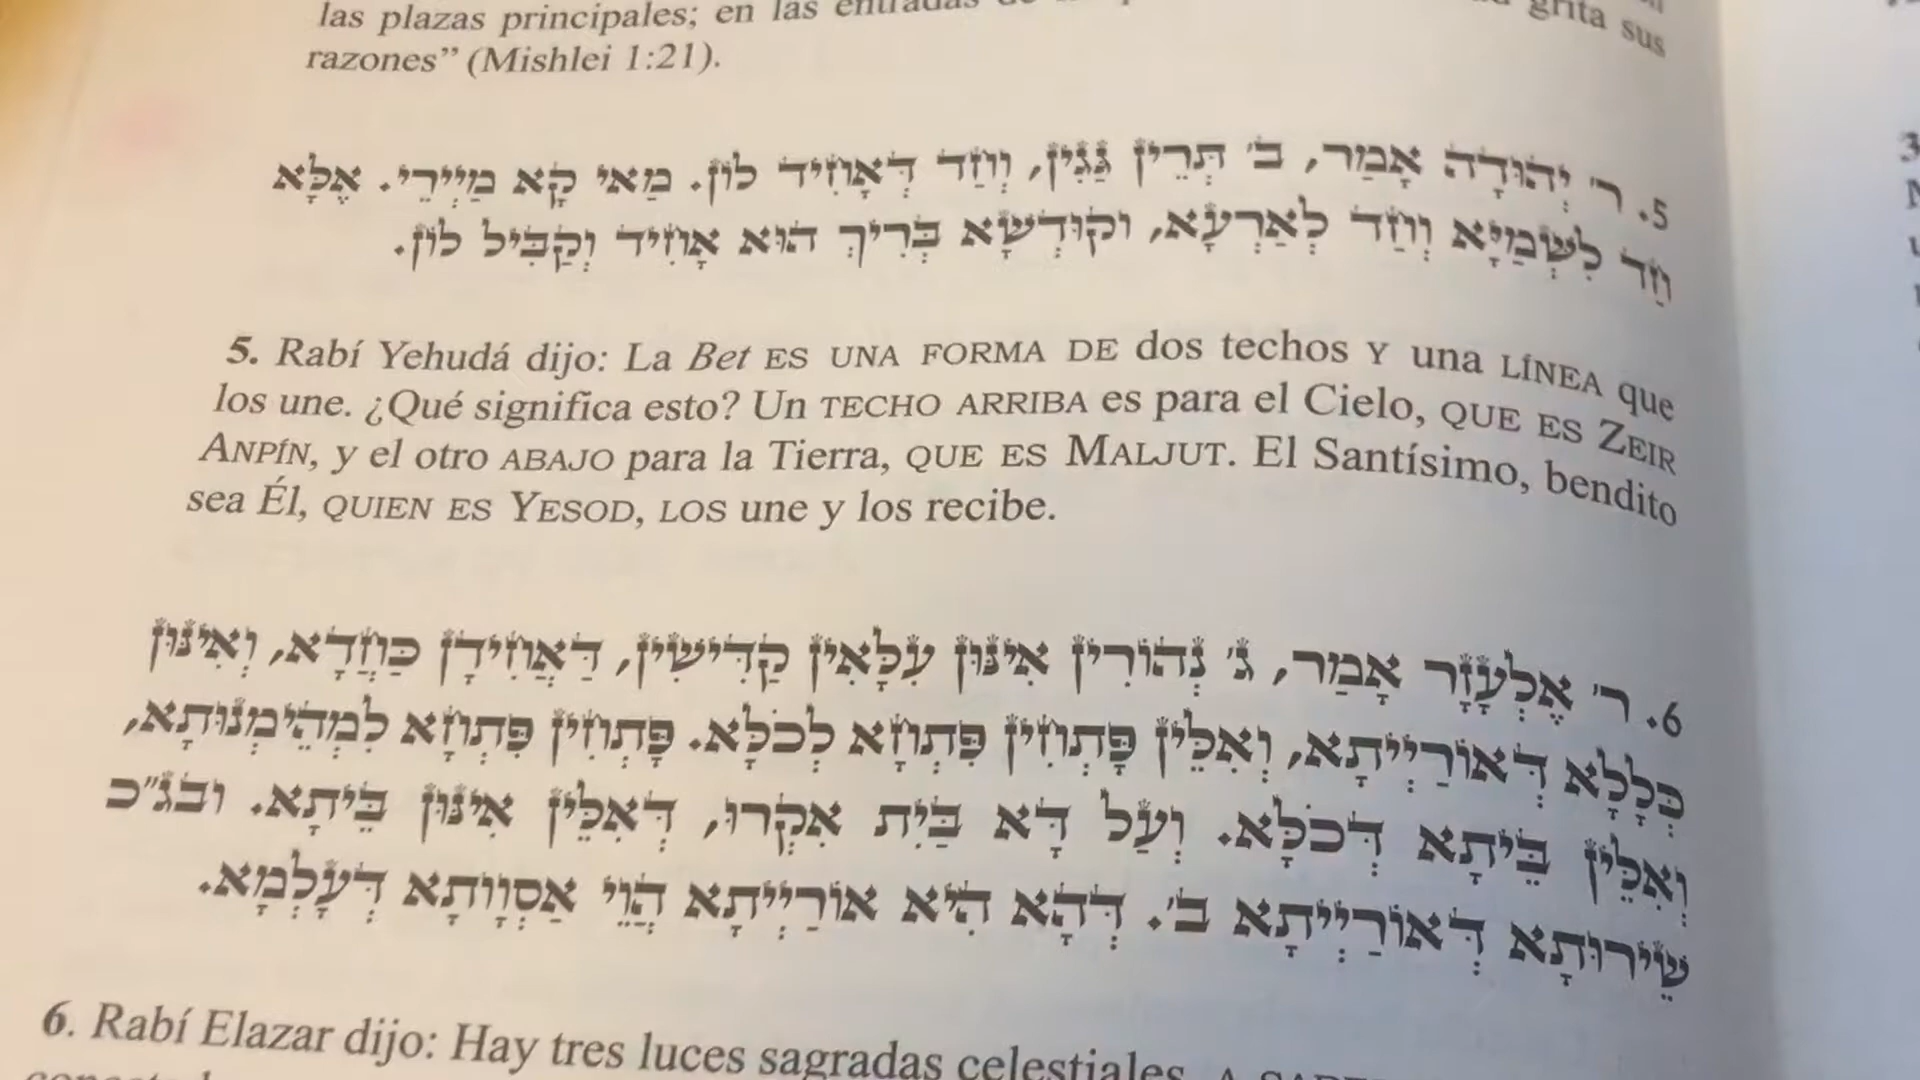 las plazas principales; en las entradas de grita sus
razones” (Mishlei 1:21).
5. ר' יְהוּדָה אָמַר, ב' תְּרֵין גַּגִּין, וְחַד דְּאָחִיד לוֹן. מַאי קָא מַיְירֵי. אֶלָּא
חַד לִשְׁמַיָּא וְחַד לְאַרְעָא, וְקוּדְשָׁא בְּרִיךְ הוּא אָחִיד וְקַבִּיל לוֹן.
5. Rabí Yehudá dijo: La Bet ES UNA FORMA DE dos techos Y una LÍNEA que
los une. ¿Qué significa esto? Un TECHO ARRIBA es para el Cielo, QUE ES ZEIR
ANPÍN, y el otro ABAJO para la Tierra, QUE ES MALJUT. El Santísimo, bendito
sea Él, QUIEN ES YESOD, LOS une y los recibe.
6. ר' אֶלְעָזָר אָמַר, ג' נְהוֹרִין אִינּוּן עִלָּאִין קַדִּישִׁין, דַּאֲחִידָן כַּחֲדָא, וְאִינּוּן
כְּלָלָא דְּאוֹרַיְיתָא, וְאִלֵּין פָּתְחִין פִּתְחָא לְכֹלָּא. פָּתְחִין פִּתְחָא לִמְהֵימְנוּתָא,
וְאִלֵּין בֵּיתָא דְּכֹלָּא. וְעַל דָּא בַּיִת אִקְרוּ, דְּאִלֵּין אִינּוּן בֵּיתָא. ובג"כ
שֵׁירוּתָא דְּאוֹרַיְיתָא ב'. דְּהָא הִיא אוֹרַיְיתָא הֲוֵי אַסְוָותָא דְּעָלְמָא.
6. Rabí Elazar dijo: Hay tres luces sagradas celestiales,